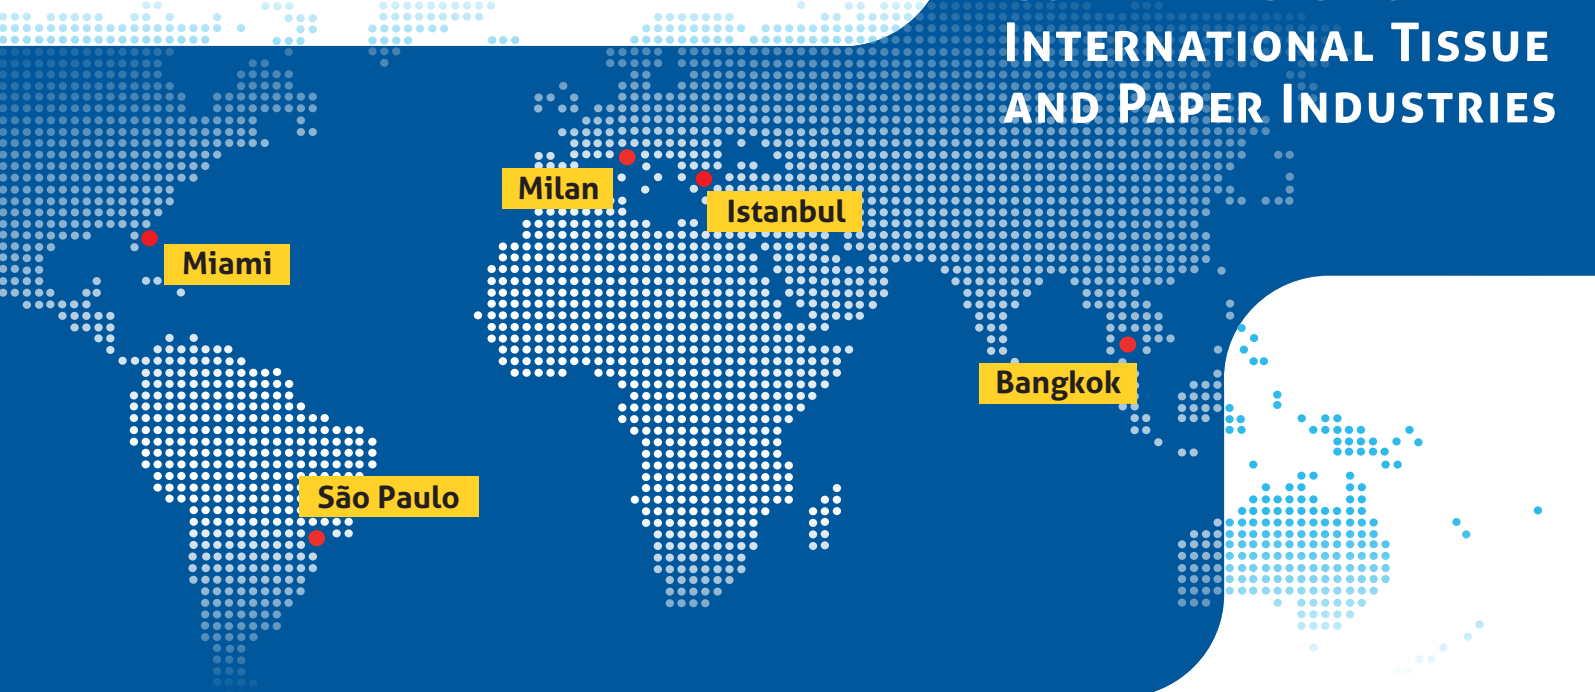 INTERNATIONAL TISSUE
AND PAPER INDUSTRIES
Milan
Istanbul
Miami
Bangkok
São Paulo